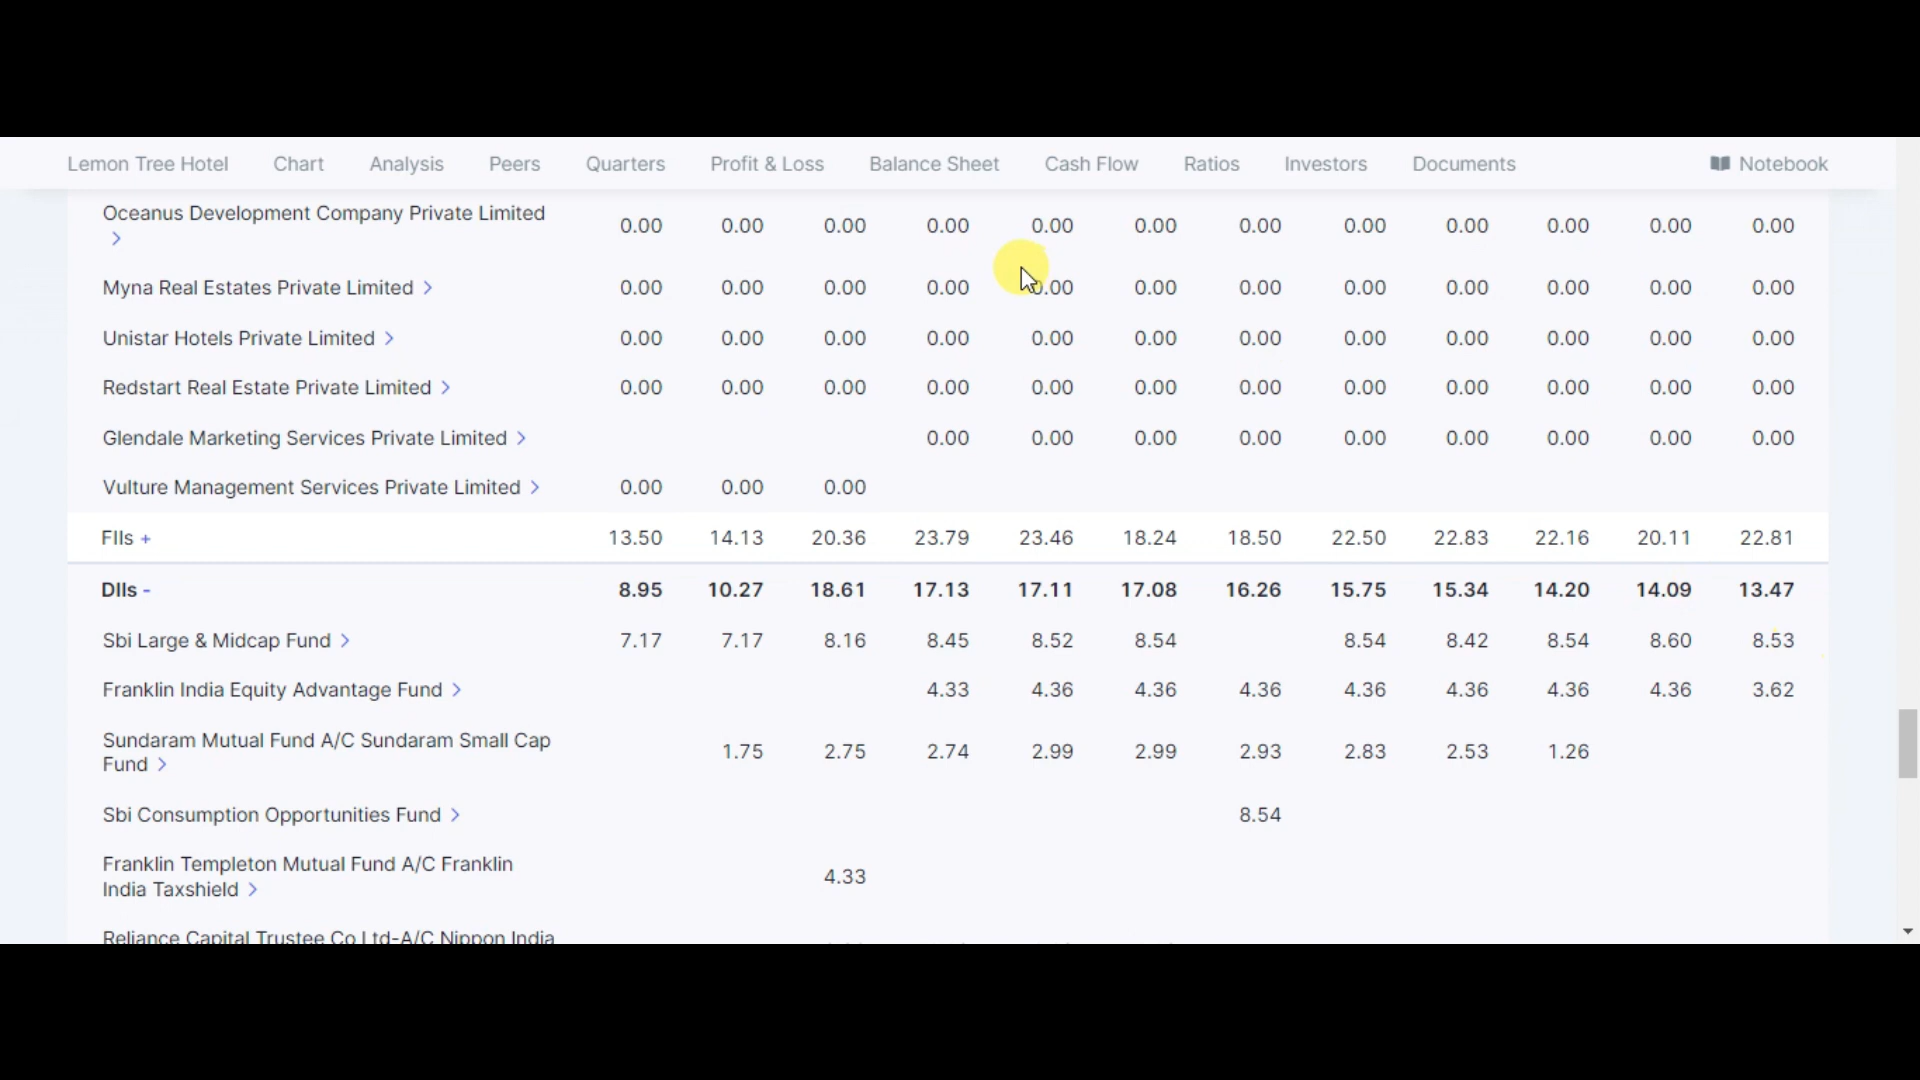 Lemon Tree Hotel Chart Analysis Peers Quarters Profit & Loss Balance Sheet Cash Flow Ratios Investors Documents Notebook
Oceanus Development Company Private Limited > 0.00 0.00 0.00 0.00 0.00 0.00 0.00 0.00 0.00 0.00 0.00 0.00
Myna Real Estates Private Limited > 0.00 0.00 0.00 0.00 0.00 0.00 0.00 0.00 0.00 0.00 0.00 0.00
Unistar Hotels Private Limited > 0.00 0.00 0.00 0.00 0.00 0.00 0.00 0.00 0.00 0.00 0.00 0.00
Redstart Real Estate Private Limited > 0.00 0.00 0.00 0.00 0.00 0.00 0.00 0.00 0.00 0.00 0.00 0.00
Glendale Marketing Services Private Limited > 0.00 0.00 0.00 0.00 0.00 0.00 0.00 0.00 0.00
Vulture Management Services Private Limited > 0.00 0.00 0.00
FIIs + 13.50 14.13 20.36 23.79 23.46 18.24 18.50 22.50 22.83 22.16 20.11 22.81
DIIs - 8.95 10.27 18.61 17.13 17.11 17.08 16.26 15.75 15.34 14.20 14.09 13.47
Sbi Large & Midcap Fund > 7.17 7.17 8.16 8.45 8.52 8.54 8.54 8.42 8.54 8.60 8.53
Franklin India Equity Advantage Fund > 4.33 4.36 4.36 4.36 4.36 4.36 4.36 4.36 3.62
Sundaram Mutual Fund A/C Sundaram Small Cap
Fund > 1.75 2.75 2.74 2.99 2.99 2.93 2.83 2.53 1.26
Sbi Consumption Opportunities Fund > 8.54
Franklin Templeton Mutual Fund A/C Franklin
India Taxshield > 4.33
Reliance Capital Trustee Co Ltd-A/C Nippon India